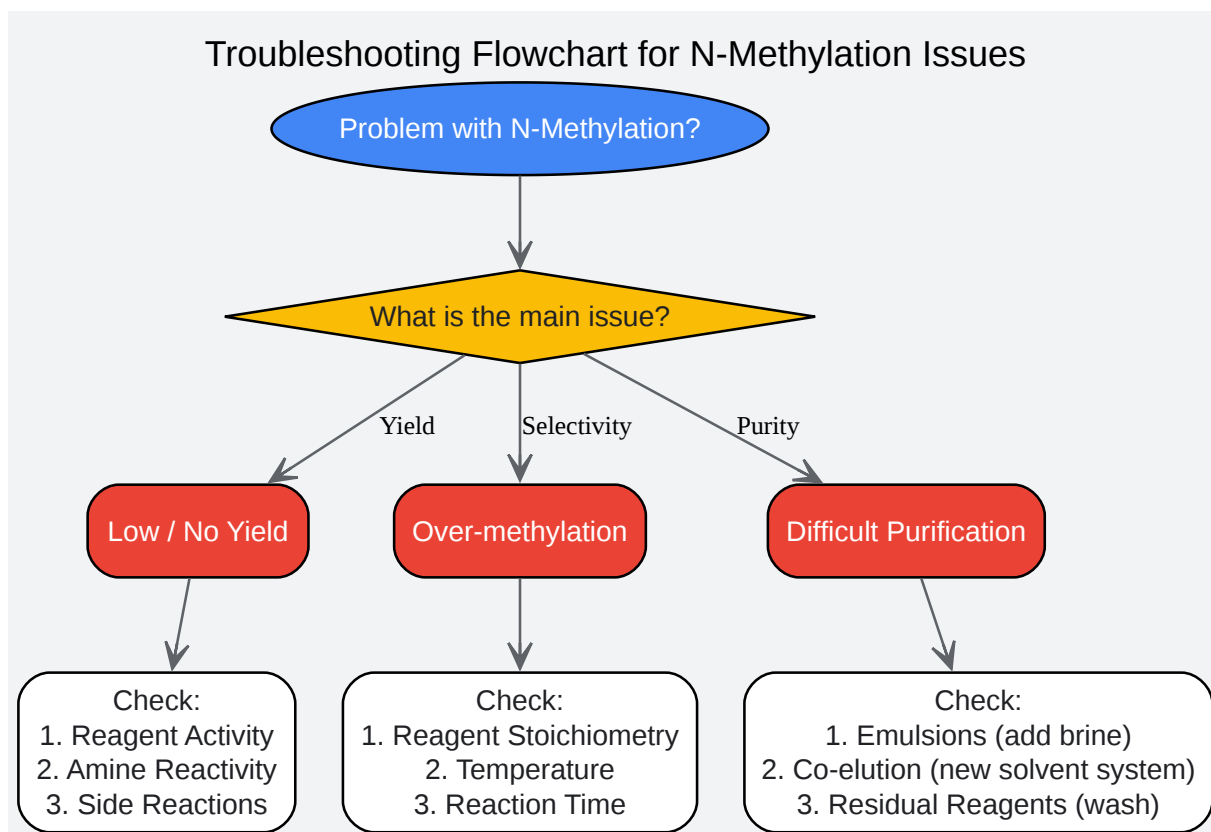 Troubleshooting Flowchart for N-Methylation Issues
Problem with N-Methylation?
What is the main issue?
Yield
Selectivity
Purity
Low / No Yield
Over-methylation
Difficult Purification
Check:
1. Reagent Activity
2. Amine Reactivity
3. Side Reactions
Check:
1. Reagent Stoichiometry
2. Temperature
3. Reaction Time
Check:
1. Emulsions (add brine)
2. Co-elution (new solvent system)
3. Residual Reagents (wash)